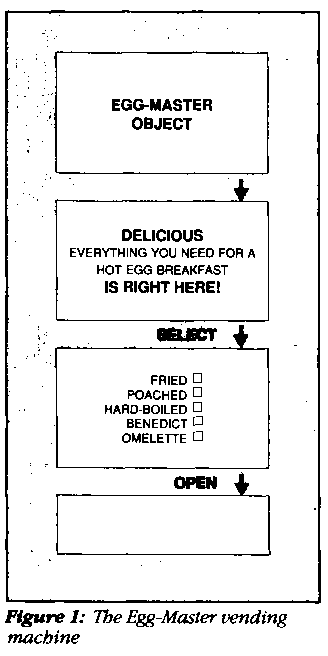 EGG-MASTER
OBJECT
DELICIOUS
EVERYTHING YOU NEED FOR A
HOT EGG BREAKFAST
IS RIGHT HERE!
SELECT
FRIED
POACHED
HARD-BOILED
BENEDICT
OMELETTE
OPEN
Figure 1: The Egg-Master vending
machine